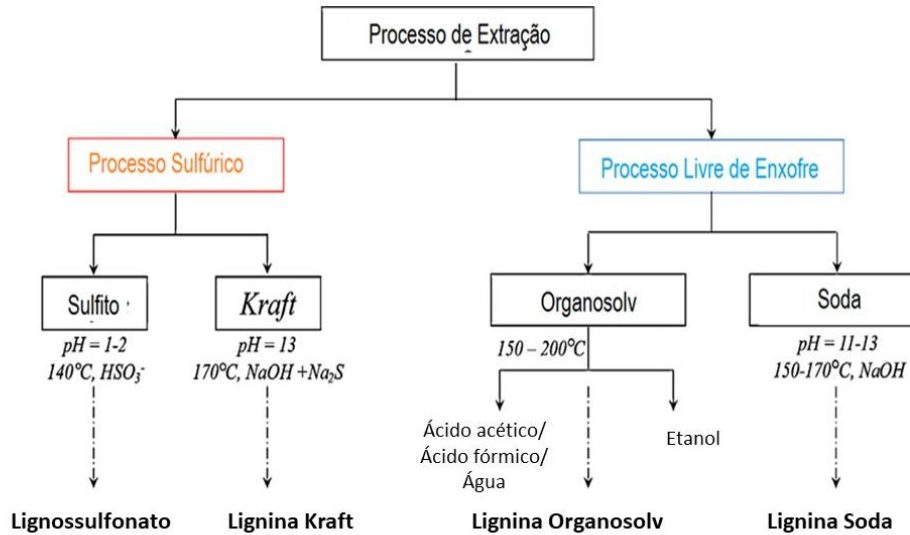 Processo de Extração
Processo Sulfúrico
Processo Livre de Enxofre
Sulfito
Kraft
Organosolv
Soda
pH = 1-2
140°C, HSO₃⁻
pH = 13
170°C, NaOH +Na₂S
150 – 200°C
pH = 11-13
150-170°C, NaOH
Ácido acético/
Ácido fórmico/
Água
Etanol
Lignossulfonato
Lignina Kraft
Lignina Organosolv
Lignina Soda